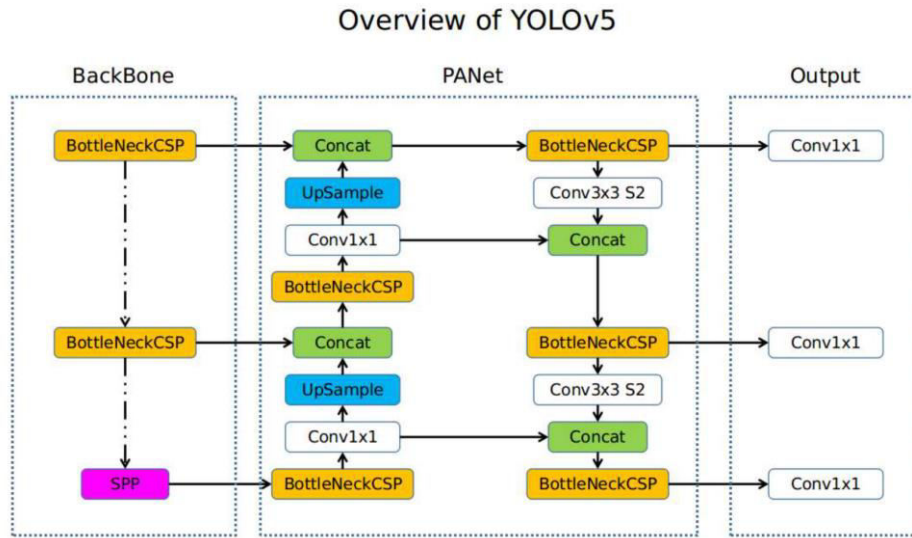 Overview of YOLOv5
BackBone
PANet
Output
BottleNeckCSP
Concat
BottleNeckCSP
Conv1x1
UpSample
Conv3x3 S2
Conv1x1
Concat
BottleNeckCSP
BottleNeckCSP
Concat
BottleNeckCSP
Conv1x1
UpSample
Conv3x3 S2
Conv1x1
Concat
SPP
BottleNeckCSP
BottleNeckCSP
Conv1x1